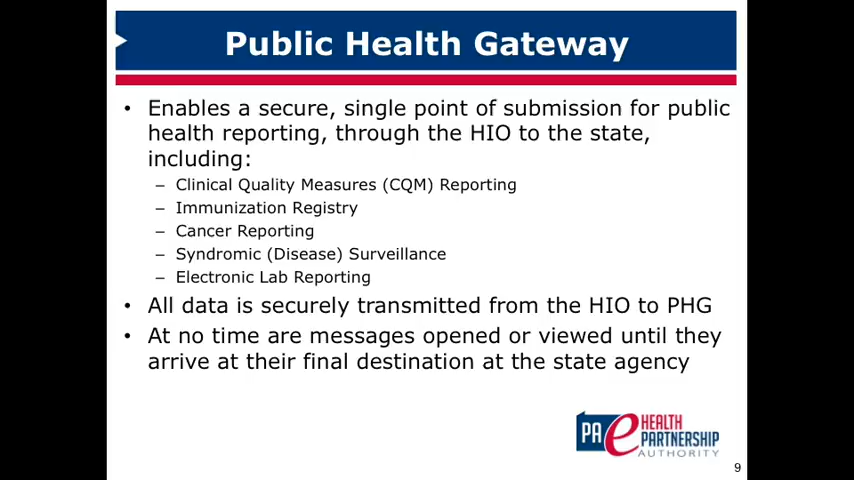 Public Health Gateway
• Enables a secure, single point of submission for public
health reporting, through the HIO to the state,
including:
– Clinical Quality Measures (CQM) Reporting
– Immunization Registry
– Cancer Reporting
– Syndromic (Disease) Surveillance
– Electronic Lab Reporting
• All data is securely transmitted from the HIO to PHG
• At no time are messages opened or viewed until they
arrive at their final destination at the state agency
PA e HEALTH
PARTNERSHIP
AUTHORITY
9